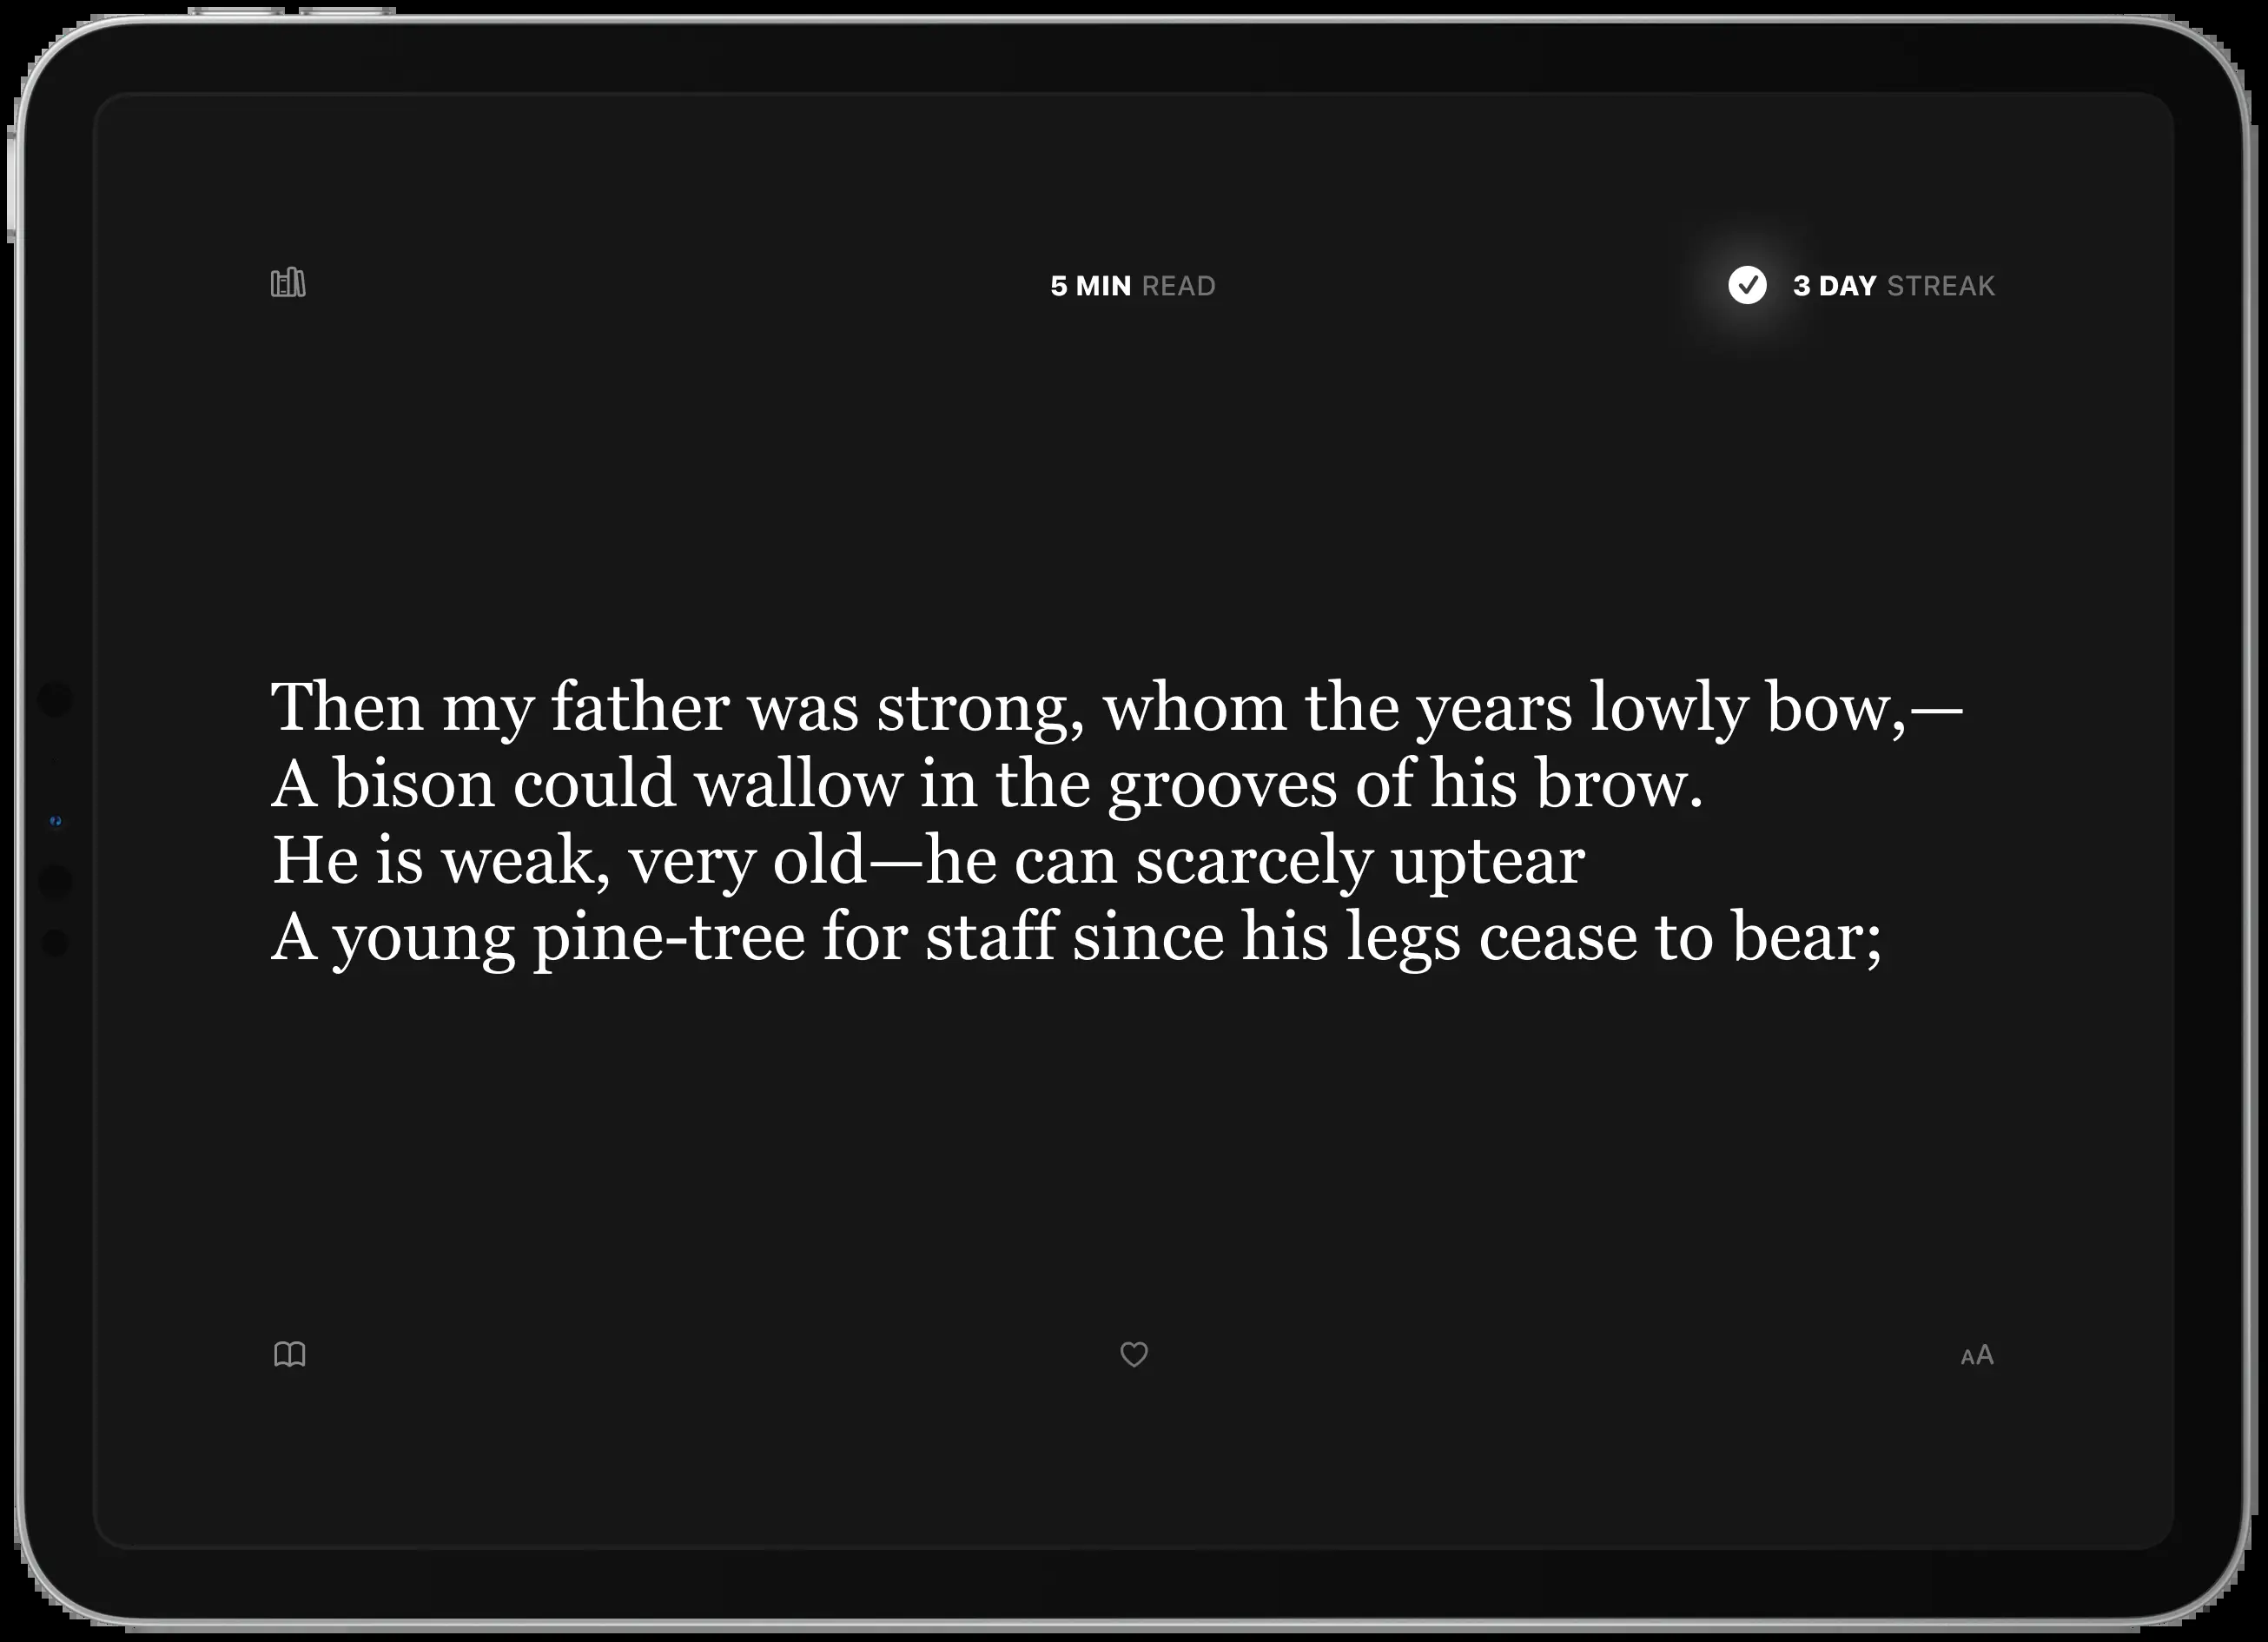 5 MIN READ
3 DAY STREAK
Then my father was strong, whom the years lowly bow,—
A bison could wallow in the grooves of his brow.
He is weak, very old—he can scarcely uptear
A young pine-tree for staff since his legs cease to bear;
AA